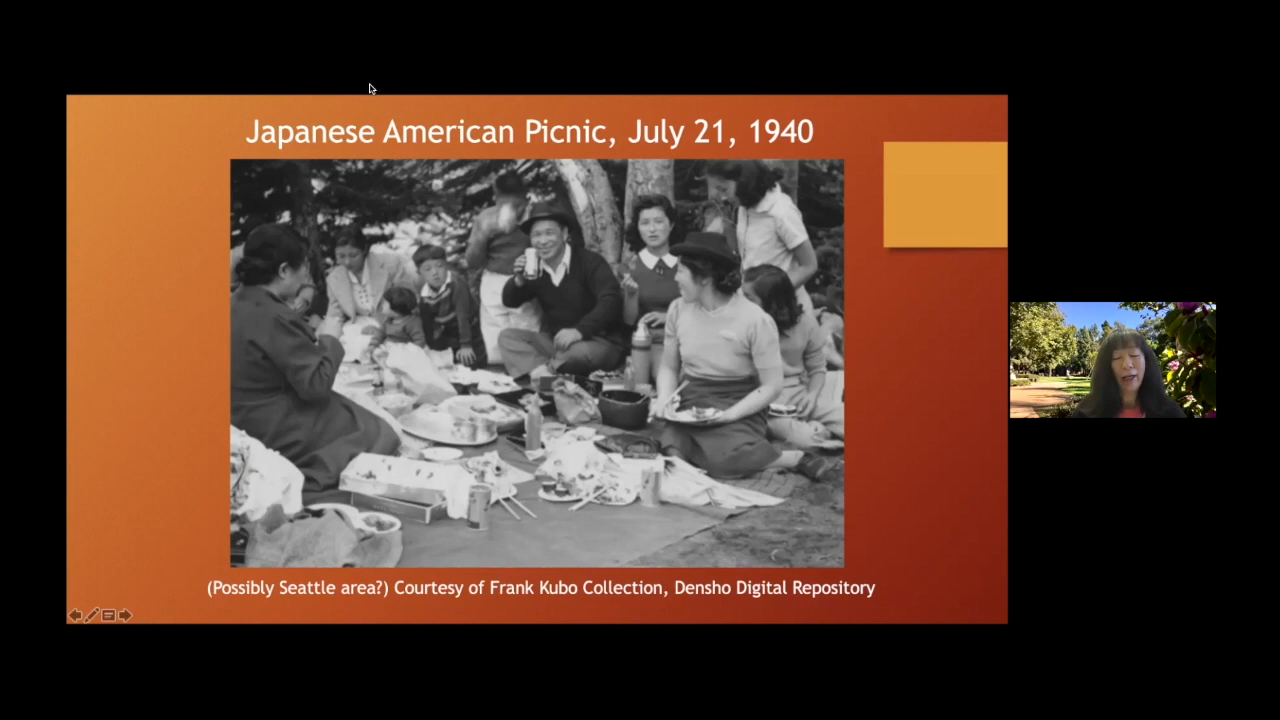 Japanese American Picnic, July 21, 1940
(Possibly Seattle area?) Courtesy of Frank Kubo Collection, Densho Digital Repository